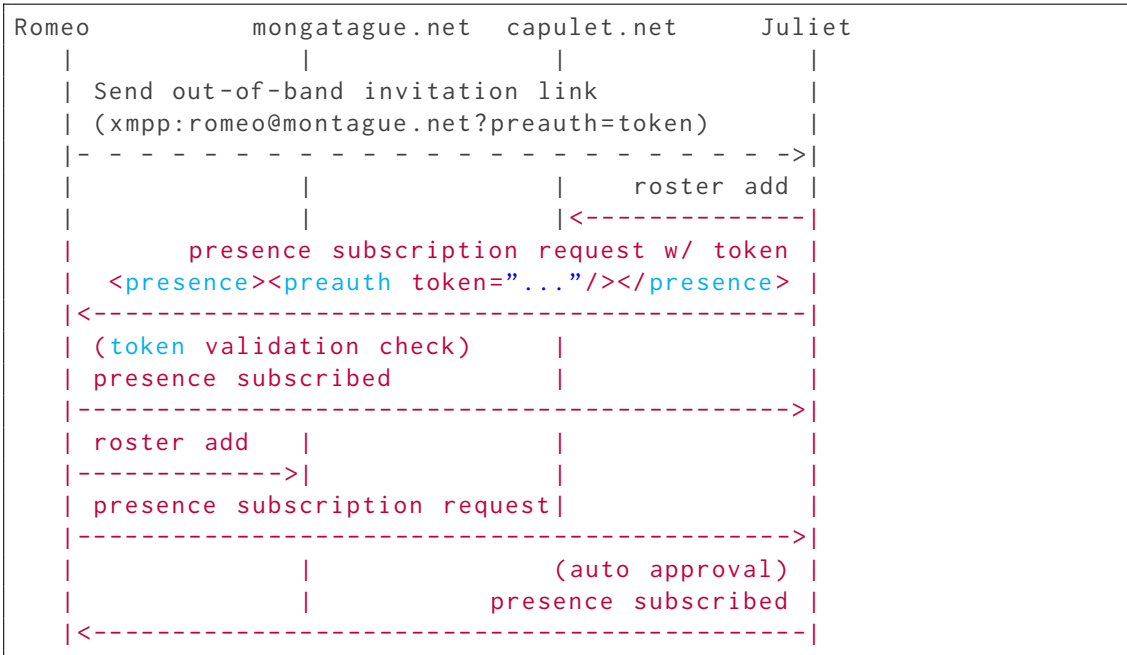 Romeo mongatague.net capulet.net Juliet
| | | |
| Send out-of-band invitation link |
| (xmpp:romeo@montague.net?preauth=token) |
|- - - - - - - - - - - - - - - - - - - - - - ->|
| | | roster add |
| | |<--------------|
| presence subscription request w/ token |
| <presence><preauth token=”...”/></presence> |
|<---------------------------------------------|
| (token validation check) | |
| presence subscribed | |
|--------------------------------------------->|
| roster add | | |
|------------->| | |
| presence subscription request| |
|--------------------------------------------->|
| | (auto approval) |
| | presence subscribed |
|<---------------------------------------------|